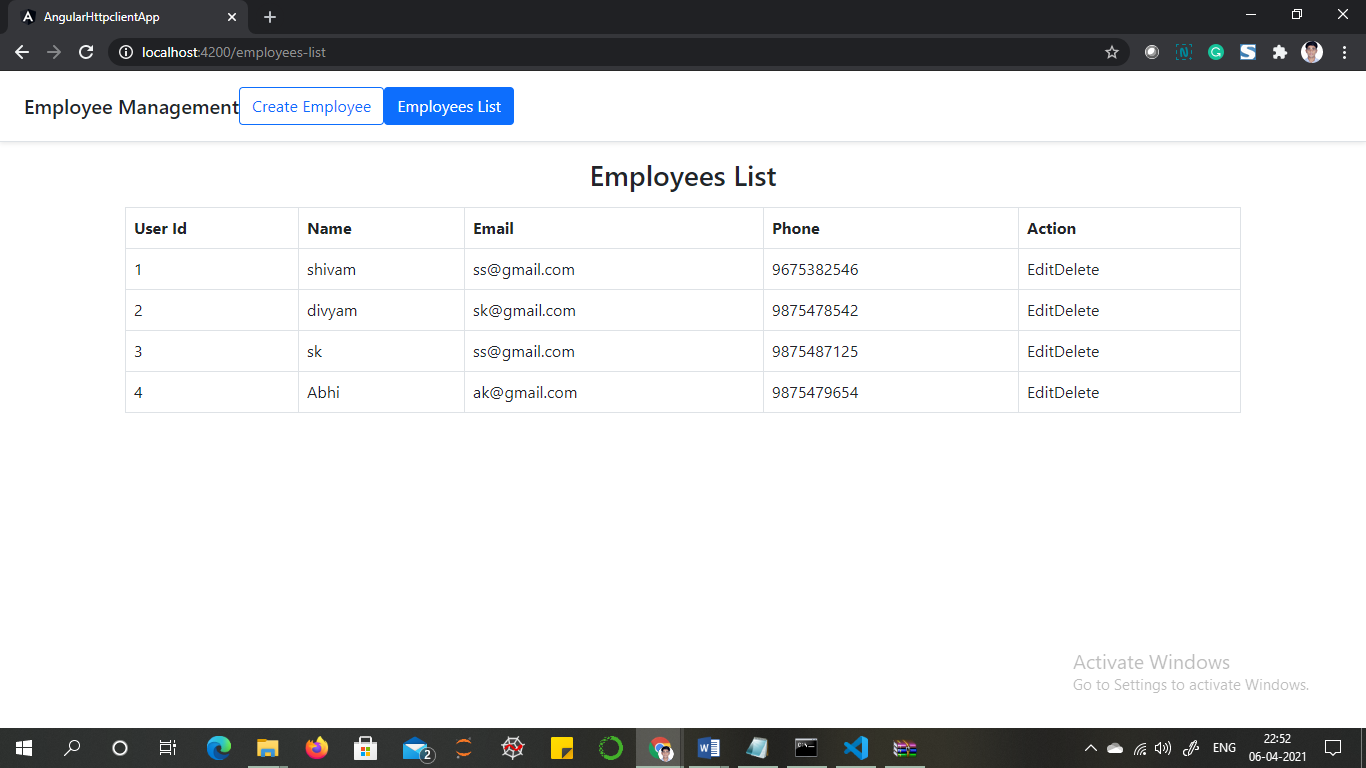 AngularHttpclientApp
localhost:4200/employees-list
Employee Management Create Employee Employees List
Employees List
User Id Name Email Phone Action
1 shivam ss@gmail.com 9675382546 EditDelete
2 divyam sk@gmail.com 9875478542 EditDelete
3 sk ss@gmail.com 9875487125 EditDelete
4 Abhi ak@gmail.com 9875479654 EditDelete
Activate Windows
Go to Settings to activate Windows.
2
ENG
22:52
06-04-2021